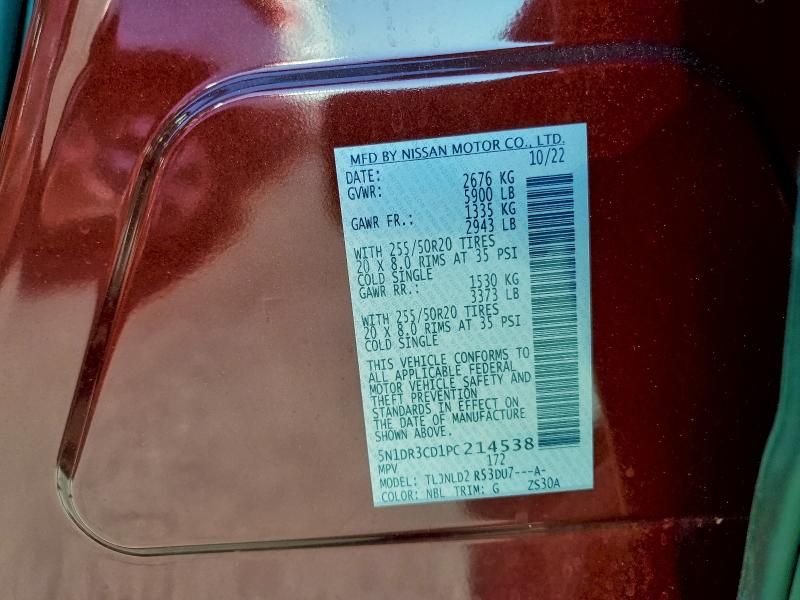 MFD BY NISSAN MOTOR CO., LTD.
DATE: 10/22
GVWR: 2676 KG
5900 LB
GAWR FR.: 1335 KG
2943 LB
WITH 255/50R20 TIRES
20 X 8.0 RIMS AT 35 PSI
COLD SINGLE
GAWR RR.: 1530 KG
3373 LB
WITH 255/50R20 TIRES
20 X 8.0 RIMS AT 35 PSI
COLD SINGLE
THIS VEHICLE CONFORMS TO
ALL APPLICABLE FEDERAL
MOTOR VEHICLE SAFETY AND
THEFT PREVENTION
STANDARDS IN EFFECT ON
THE DATE OF MANUFACTURE
SHOWN ABOVE.
5N1DR3CD1PC214538
MPV 172
MODEL: TLJNLD2 R53DU7---A-
COLOR: NBL TRIM: G ZS30A